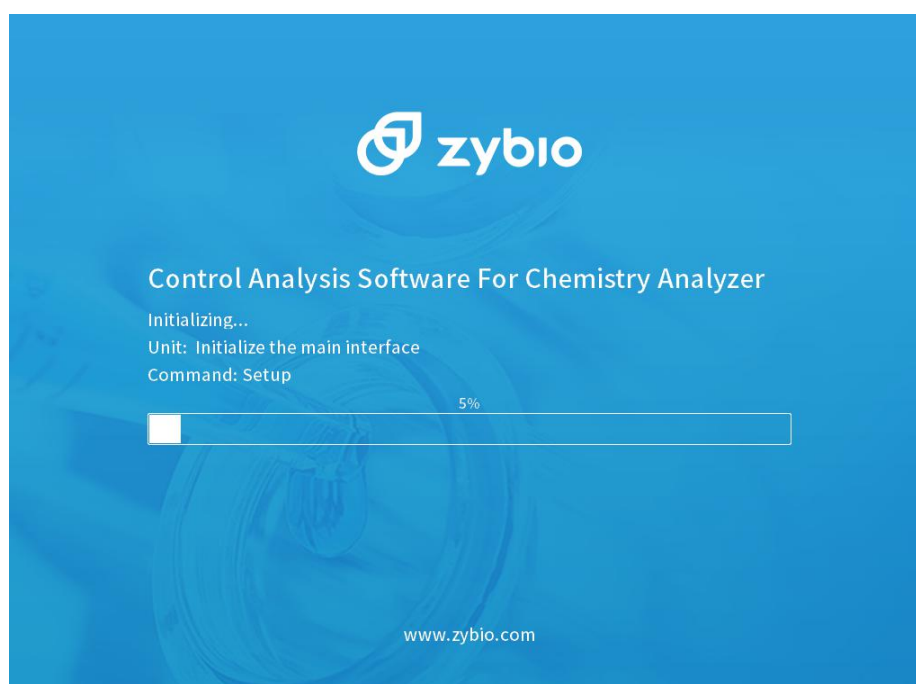 zybio
Control Analysis Software For Chemistry Analyzer
Initializing...
Unit: Initialize the main interface
Command: Setup
5%
www.zybio.com